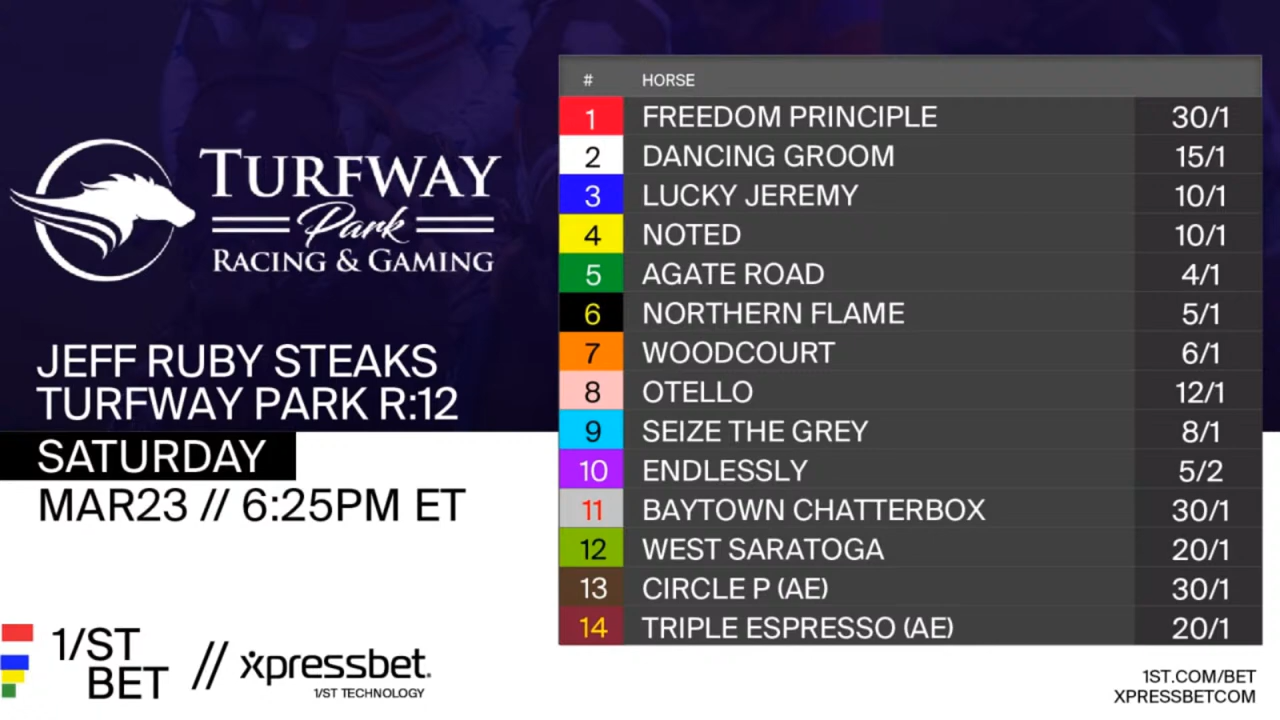 TURFWAY
Park
RACING & GAMING
JEFF RUBY STEAKS
TURFWAY PARK R:12
SATURDAY
MAR23 // 6:25PM ET
1/ST
BET
// xpressbet.
1/ST TECHNOLOGY
# HORSE
1 FREEDOM PRINCIPLE 30/1
2 DANCING GROOM 15/1
3 LUCKY JEREMY 10/1
4 NOTED 10/1
5 AGATE ROAD 4/1
6 NORTHERN FLAME 5/1
7 WOODCOURT 6/1
8 OTELLO 12/1
9 SEIZE THE GREY 8/1
10 ENDLESSLY 5/2
11 BAYTOWN CHATTERBOX 30/1
12 WEST SARATOGA 20/1
13 CIRCLE P (AE) 30/1
14 TRIPLE ESPRESSO (AE) 20/1
1ST.COM/BET
XPRESSBETCOM